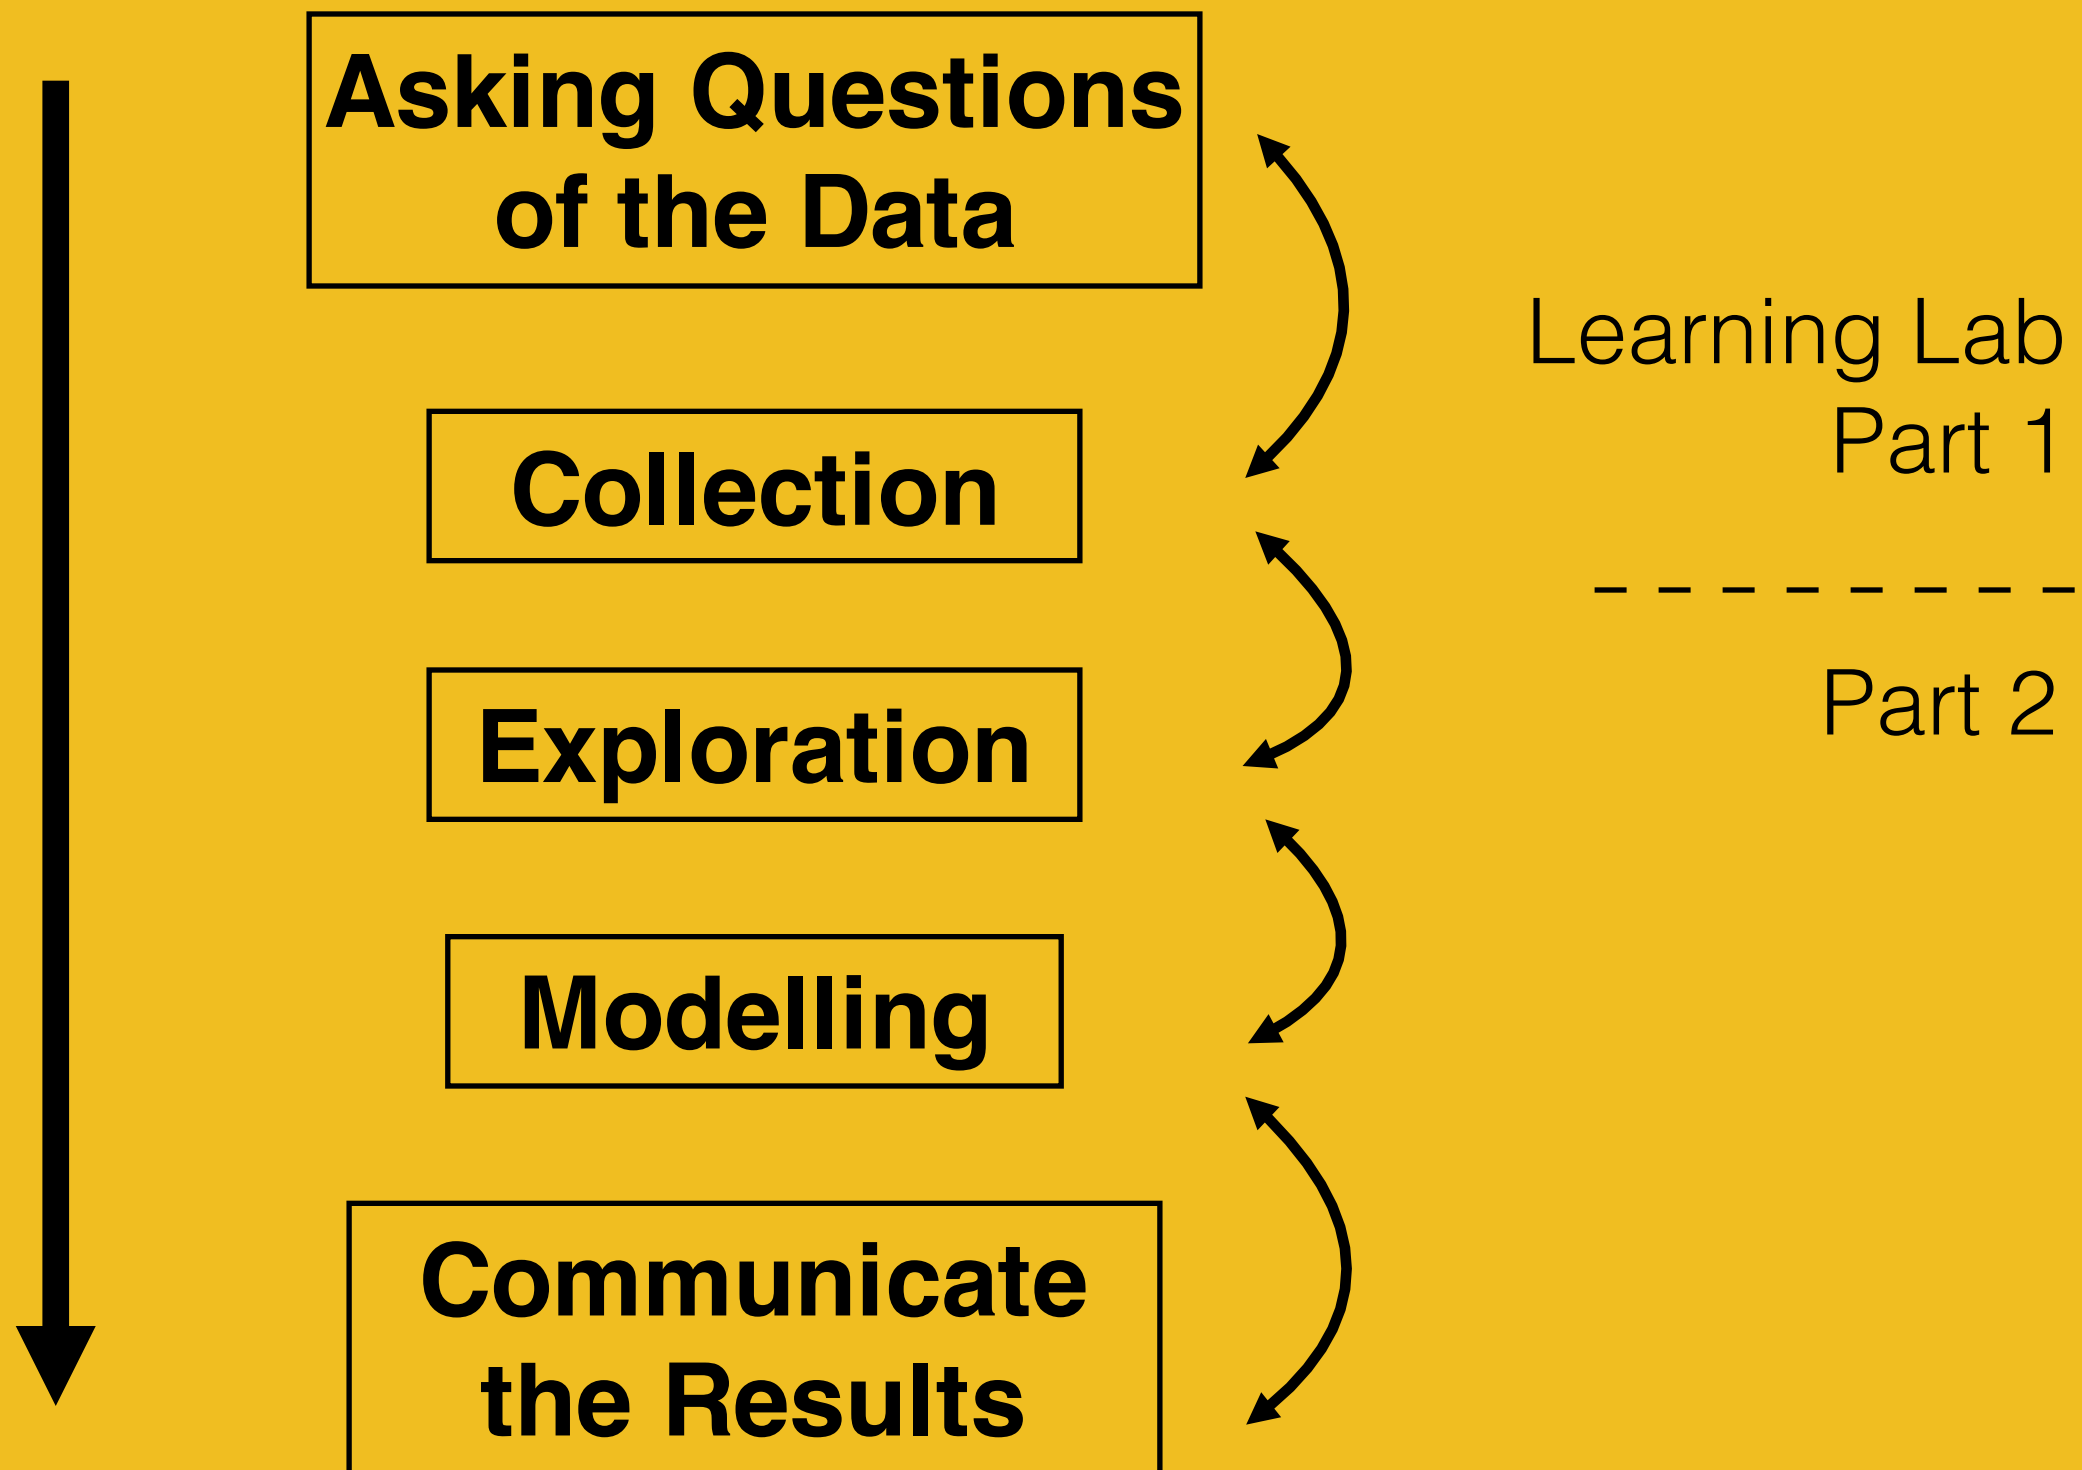 Asking Questions
of the Data
Collection
Exploration
Modelling
Communicate
the Results
Learning Lab
Part 1
Part 2